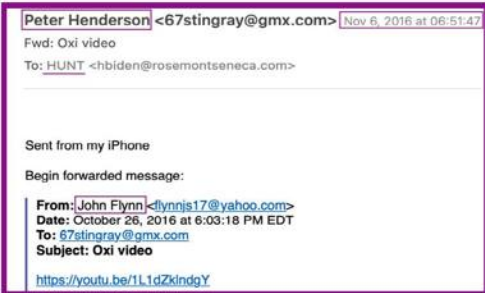 Peter Henderson <67stingray@gmx.com> Nov 6, 2016 at 06:51:47
Fwd: Oxi video
To: HUNT <hbiden@rosemontseneca.com>
Sent from my iPhone
Begin forwarded message:
From: John Flynn <flynnjs17@yahoo.com>
Date: October 26, 2016 at 6:03:18 PM EDT
To: 67stingray@gmx.com
Subject: Oxi video
https://youtu.be/1L1dZkIndgY